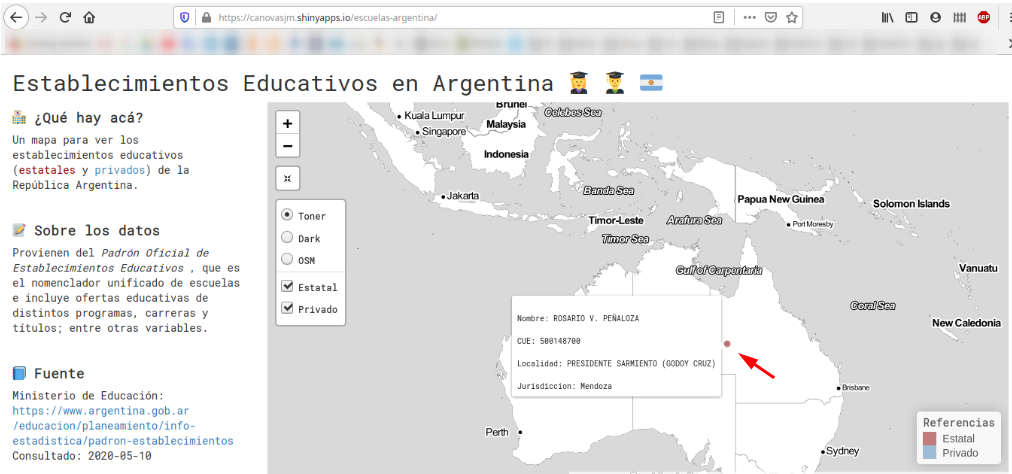 https://canovasjm.shinyapps.io/escuelas-argentina/
ABP
Establecimientos Educativos en Argentina
¿Qué hay acá?
Un mapa para ver los
establecimientos educativos
(estatales y privados) de la
República Argentina.
Sobre los datos
Provienen del Padrón Oficial de
Establecimientos Educativos , que es
el nomenclador unificado de escuelas
e incluye ofertas educativas de
distintos programas, carreras y
títulos; entre otras variables.
Fuente
Ministerio de Educación:
https://www.argentina.gob.ar
/educacion/planeamiento/info-
estadistica/padron-establecimientos
Consultado: 2020-05-10
+
−
Toner
Dark
OSM
Estatal
Privado
Brunei
Celebes Sea
Kuala Lumpur
Malaysia
Singapore
Indonesia
Jakarta
Banda Sea
Papua New Guinea
Solomon Islands
Timor-Leste
Arafura Sea
Port Moresby
Timor Sea
Gulf of Carpentaria
Vanuatu
Coral Sea
New Caledonia
Nombre: ROSARIO V. PEÑALOZA
CUE: 500148700
Localidad: PRESIDENTE SARMIENTO (GODOY CRUZ)
Jurisdiccion: Mendoza
Brisbane
Perth
Sydney
Referencias
Estatal
Privado